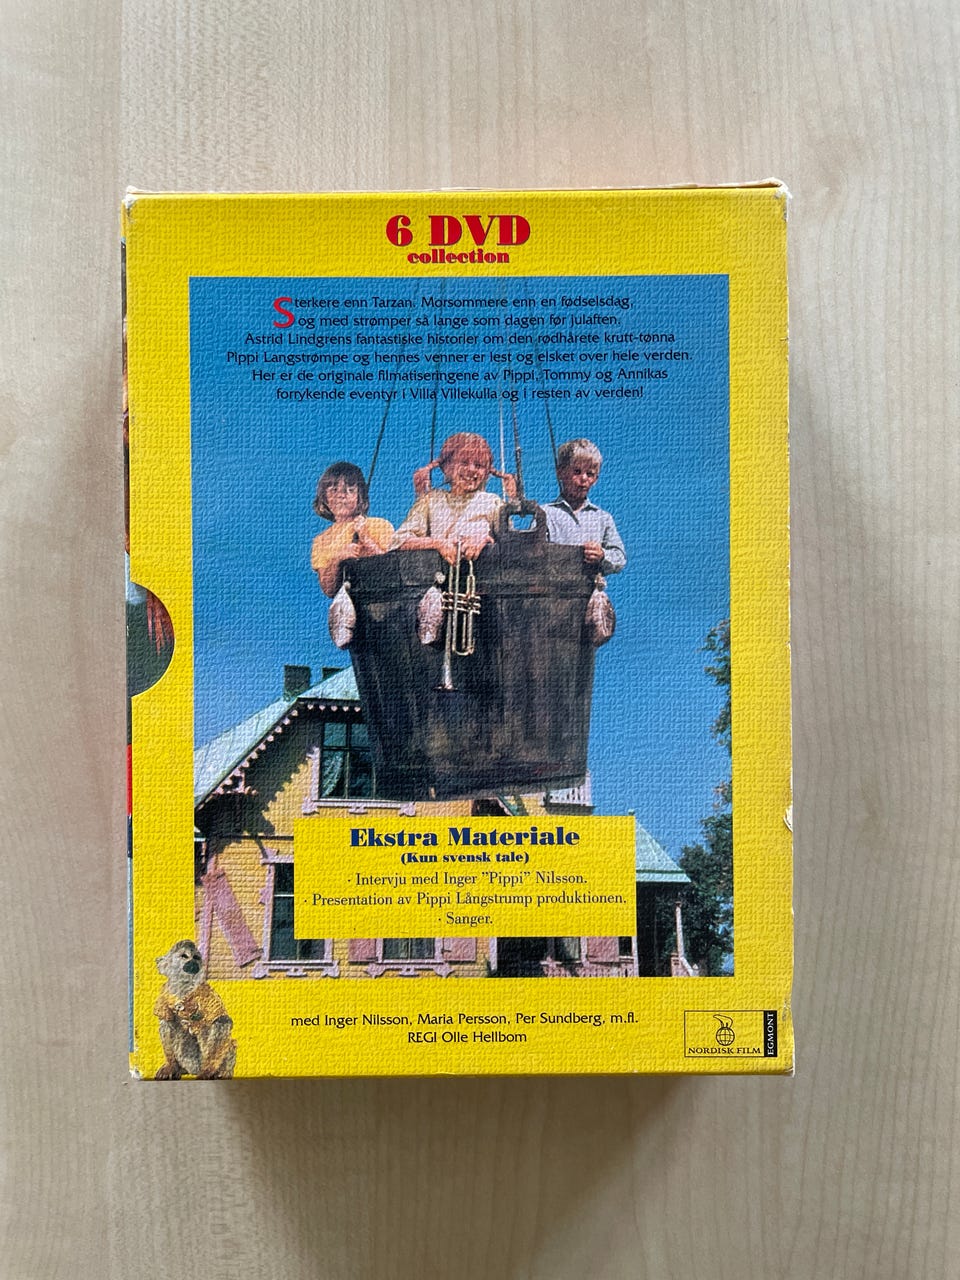 6 DVD
collection
Sterkere enn Tarzan. Morsommere enn en fødselsdag,
og med strømper så lange som dagen før julaften.
Astrid Lindgrens fantastiske historier om den rødhårete krutt-tønna
Pippi Langstrømpe og hennes venner er lest og elsket over hele verden.
Her er de originale filmatiseringene av Pippi, Tommy og Annikas
forrykende eventyr i Villa Villekulla og i resten av verden!
Ekstra Materiale
(Kun svensk tale)
· Intervju med Inger ”Pippi” Nilsson.
· Presentation av Pippi Långstrump produktionen.
· Sanger.
med Inger Nilsson, Maria Persson, Per Sundberg, m.fl.
REGI Olle Hellbom
NORDISK FILM
EGMONT